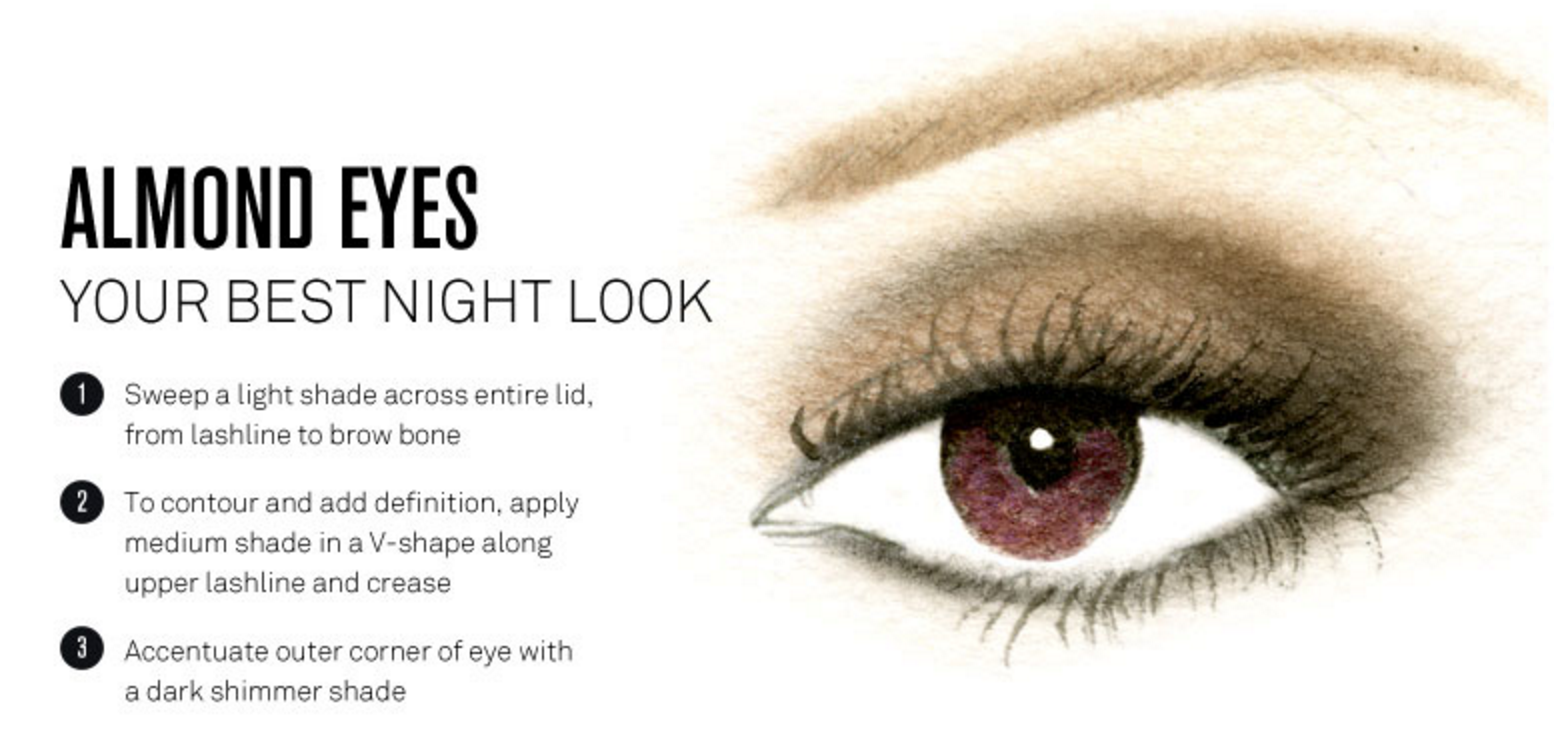 ALMOND EYES
YOUR BEST NIGHT LOOK
1 Sweep a light shade across entire lid,
from lashline to brow bone
2 To contour and add definition, apply
medium shade in a V-shape along
upper lashline and crease
3 Accentuate outer corner of eye with
a dark shimmer shade